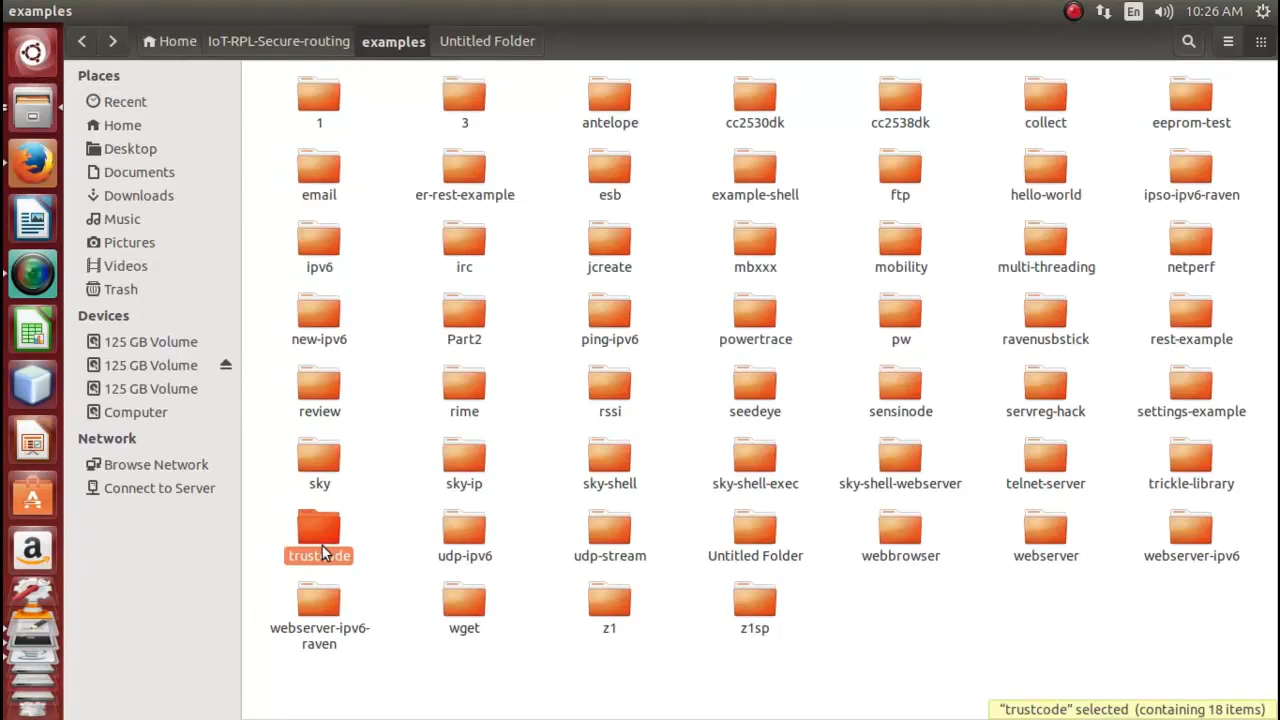 examples
En
10:26 AM
Home
IoT-RPL-Secure-routing
examples
Untitled Folder
Places
Recent
Home
Desktop
Documents
Downloads
Music
Pictures
Videos
Trash
Devices
125 GB Volume
125 GB Volume
125 GB Volume
Computer
Network
Browse Network
Connect to Server
1
3
antelope
cc2530dk
cc2538dk
collect
eeprom-test
email
er-rest-example
esb
example-shell
ftp
hello-world
ipso-ipv6-raven
ipv6
irc
jcreate
mbxxx
mobility
multi-threading
netperf
new-ipv6
Part2
ping-ipv6
powertrace
pw
ravenusbstick
rest-example
review
rime
rssi
seedeye
sensinode
servreg-hack
settings-example
sky
sky-ip
sky-shell
sky-shell-exec
sky-shell-webserver
telnet-server
trickle-library
trustcode
udp-ipv6
udp-stream
Untitled Folder
webbrowser
webserver
webserver-ipv6
webserver-ipv6-
raven
wget
z1
z1sp
“trustcode” selected (containing 18 items)